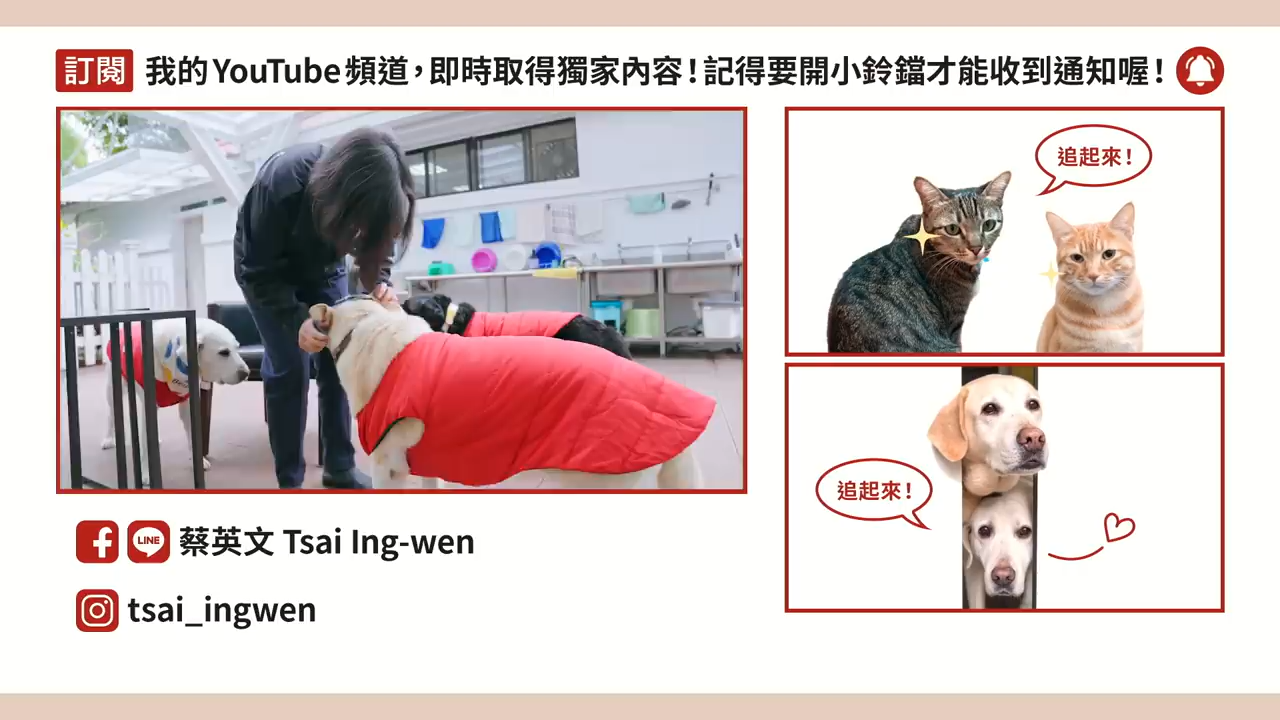 訂閱 我的YouTube頻道，即時取得獨家內容！記得要開小鈴鐺才能收到通知喔！
追起來！
追起來！
LINE 蔡英文 Tsai Ing-wen
tsai_ingwen